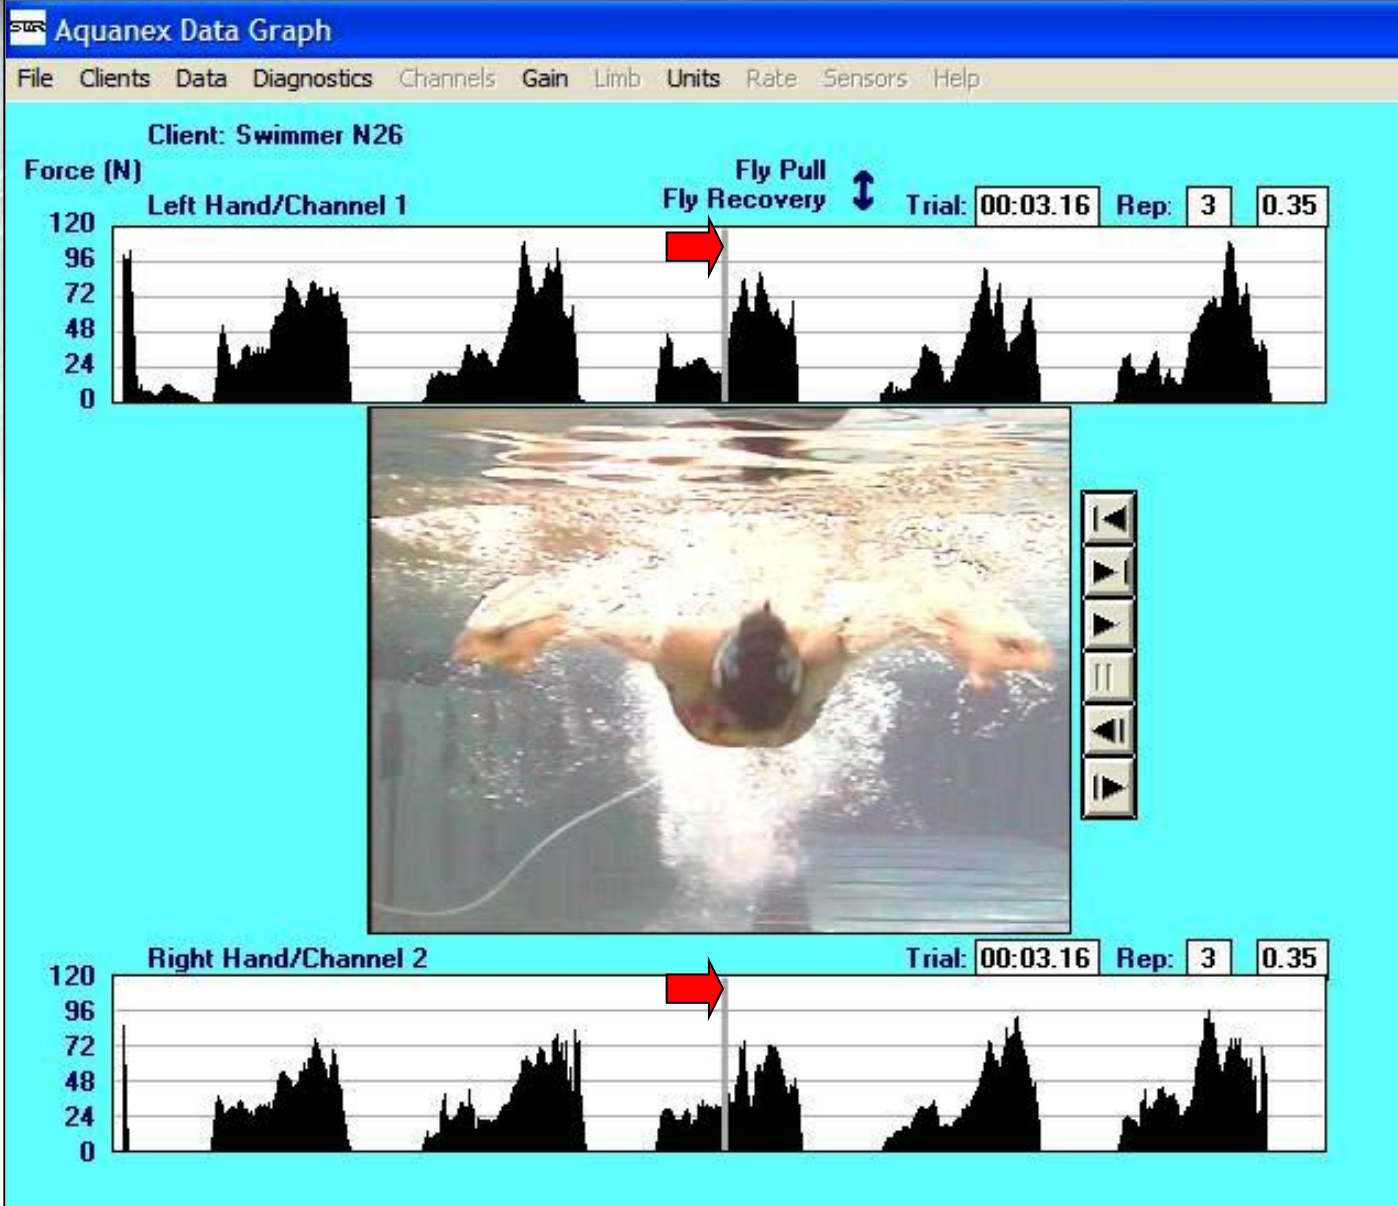 STAR Aquanex Data Graph
File Clients Data Diagnostics Channels Gain Limb Units Rate Sensors Help
Client: Swimmer N26
Force (N)
Fly Pull
Fly Recovery
Left Hand/Channel 1
Trial: 00:03.16 Rep: 3 0.35
120
96
72
48
24
0
Right Hand/Channel 2
Trial: 00:03.16 Rep: 3 0.35
120
96
72
48
24
0